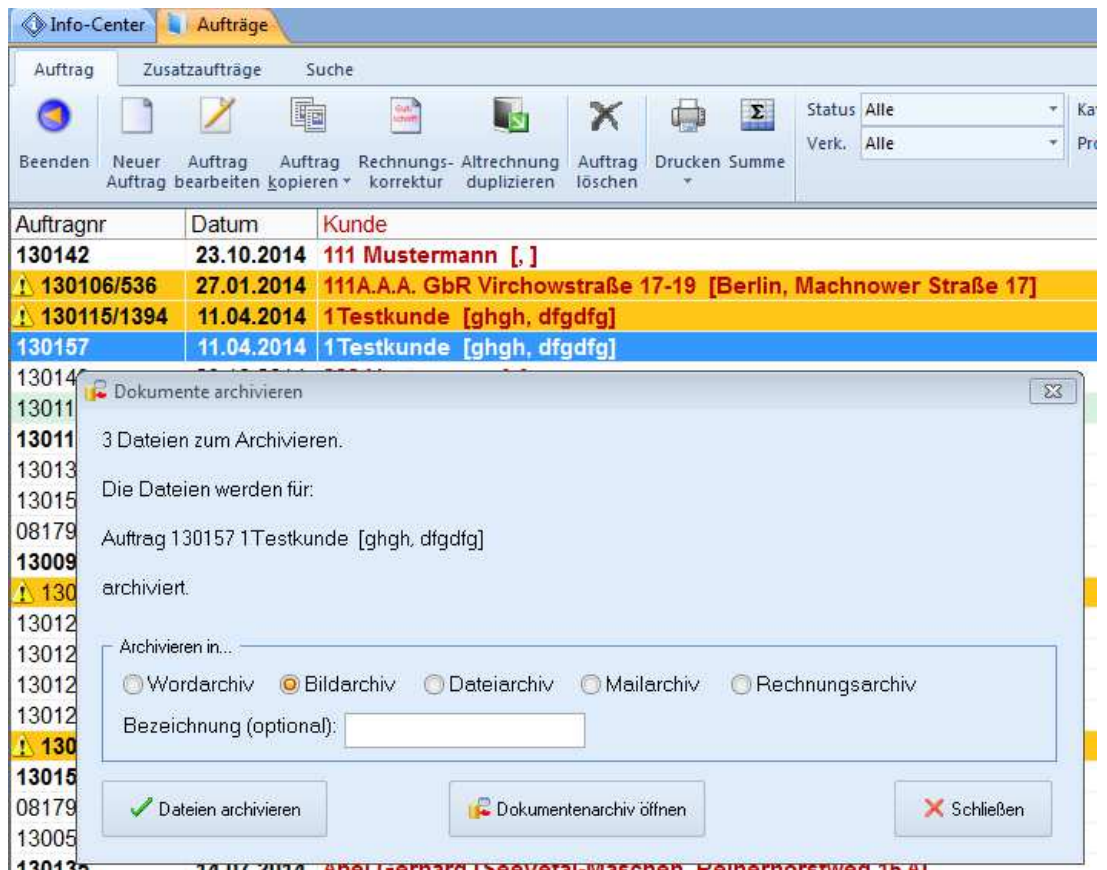 Info-Center Aufträge
Auftrag Zusatzaufträge Suche
Status Alle
Verk. Alle
Beenden Neuer Auftrag Auftrag bearbeiten Auftrag kopieren Rechnungs-korrektur Altrechnung duplizieren Auftrag löschen Drucken Summe
Auftragnr Datum Kunde
130142 23.10.2014 111 Mustermann [, ]
130106/536 27.01.2014 111A.A.A. GbR Virchowstraße 17-19 [Berlin, Machnower Straße 17]
130115/1394 11.04.2014 1Testkunde [ghgh, dfgdfg]
130157 11.04.2014 1Testkunde [ghgh, dfgdfg]
Dokumente archivieren
3 Dateien zum Archivieren.
Die Dateien werden für:
Auftrag 130157 1Testkunde [ghgh, dfgdfg]
archiviert.
Archivieren in...
Wordarchiv Bildarchiv Dateiarchiv Mailarchiv Rechnungsarchiv
Bezeichnung (optional):
Dateien archivieren Dokumentenarchiv öffnen Schließen